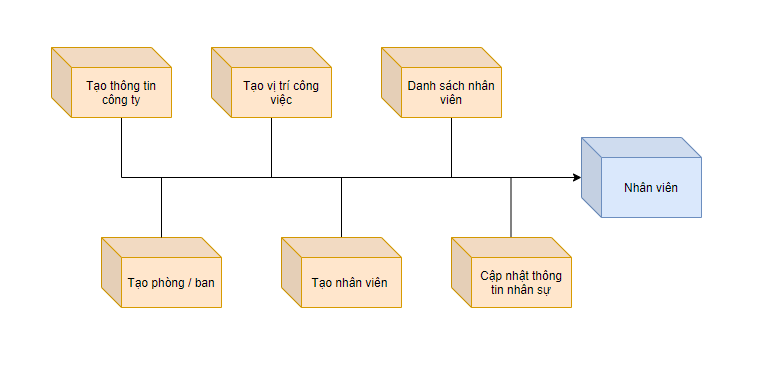 Tạo thông tin
công ty
Tạo vị trí công
việc
Danh sách nhân
viên
Nhân viên
Tạo phòng / ban
Tạo nhân viên
Cập nhật thông
tin nhân sự